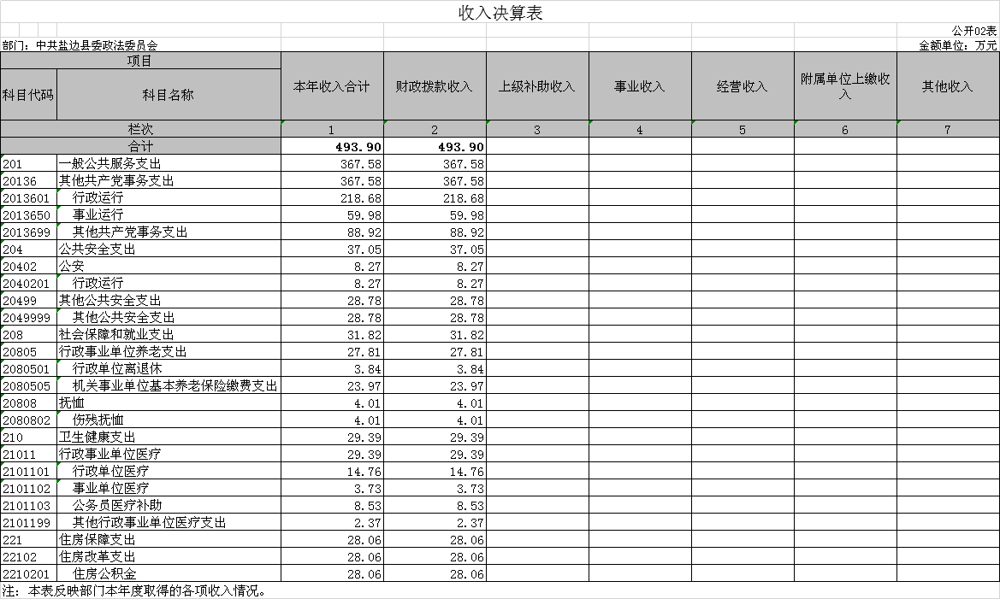 收入决算表
公开02表
部门：中共盐边县委政法委员会 金额单位：万元
项目 本年收入合计 财政拨款收入 上级补助收入 事业收入 经营收入 附属单位上缴收入 其他收入
科目代码 科目名称
栏次 1 2 3 4 5 6 7
合计 493.90 493.90
201 一般公共服务支出 367.58 367.58
20136 其他共产党事务支出 367.58 367.58
2013601 行政运行 218.68 218.68
2013650 事业运行 59.98 59.98
2013699 其他共产党事务支出 88.92 88.92
204 公共安全支出 37.05 37.05
20402 公安 8.27 8.27
2040201 行政运行 8.27 8.27
20499 其他公共安全支出 28.78 28.78
2049999 其他公共安全支出 28.78 28.78
208 社会保障和就业支出 31.82 31.82
20805 行政事业单位养老支出 27.81 27.81
2080501 行政单位离退休 3.84 3.84
2080505 机关事业单位基本养老保险缴费支出 23.97 23.97
20808 抚恤 4.01 4.01
2080802 伤残抚恤 4.01 4.01
210 卫生健康支出 29.39 29.39
21011 行政事业单位医疗 29.39 29.39
2101101 行政单位医疗 14.76 14.76
2101102 事业单位医疗 3.73 3.73
2101103 公务员医疗补助 8.53 8.53
2101199 其他行政事业单位医疗支出 2.37 2.37
221 住房保障支出 28.06 28.06
22102 住房改革支出 28.06 28.06
2210201 住房公积金 28.06 28.06
注：本表反映部门本年度取得的各项收入情况。